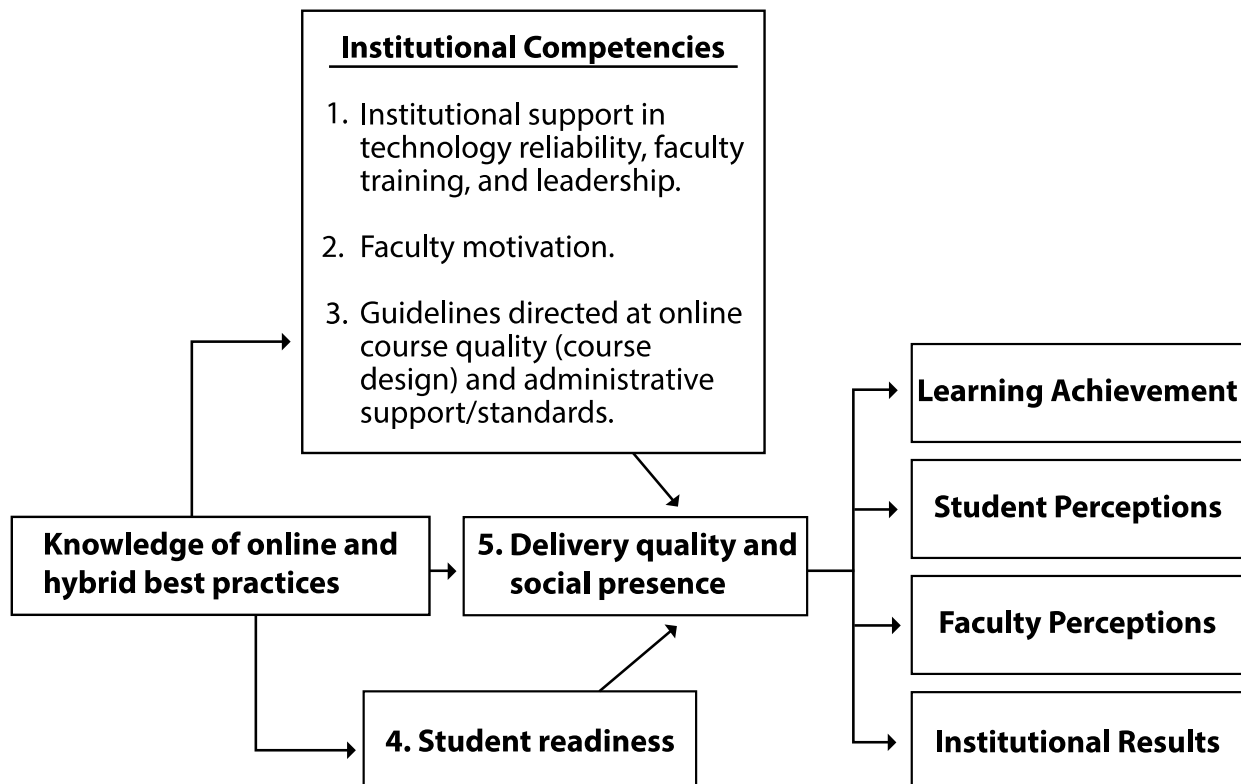 Institutional Competencies
1. Institutional support in
technology reliability, faculty
training, and leadership.
2. Faculty motivation.
3. Guidelines directed at online
course quality (course
design) and administrative
support/standards.
Knowledge of online and
hybrid best practices
5. Delivery quality and
social presence
4. Student readiness
Learning Achievement
Student Perceptions
Faculty Perceptions
Institutional Results